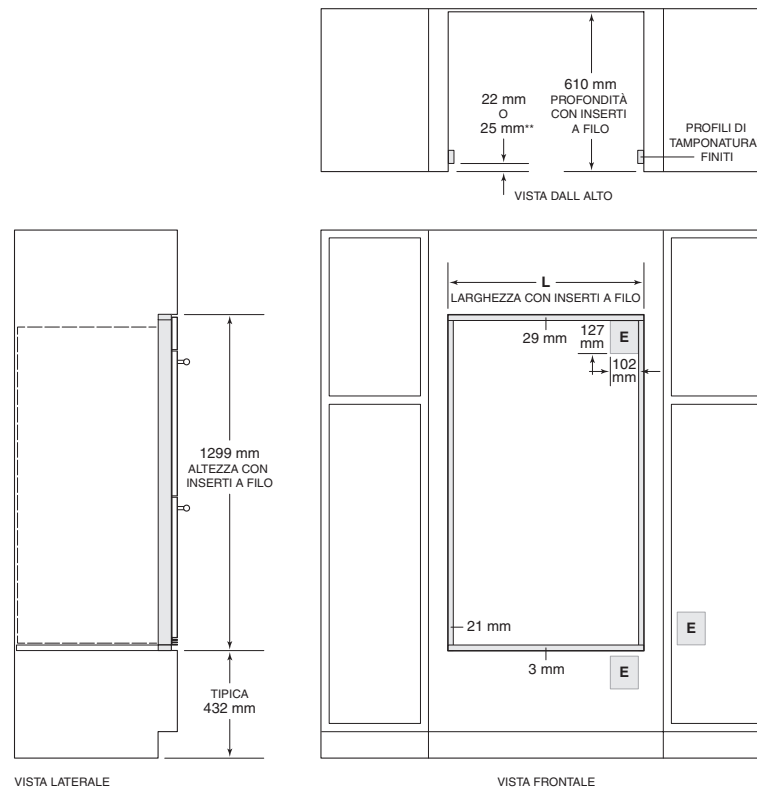 610 mm
PROFONDITÀ
CON INSERTI
A FILO
22 mm
O
25 mm**
PROFILI DI
TAMPONATURA
FINITI
VISTA DALL ALTO
L
LARGHEZZA CON INSERTI A FILO
29 mm
127
mm
E
102
mm
1299 mm
ALTEZZA CON
INSERTI A FILO
21 mm
E
3 mm
E
TIPICA
432 mm
VISTA LATERALE
VISTA FRONTALE